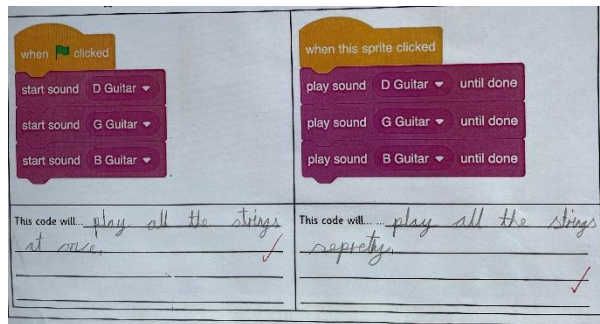 when clicked
start sound D Guitar
start sound G Guitar
start sound B Guitar
This code will... play all the strings
at once.
when this sprite clicked
play sound D Guitar until done
play sound G Guitar until done
play sound B Guitar until done
This code will... ... play all the strings
sepretly.